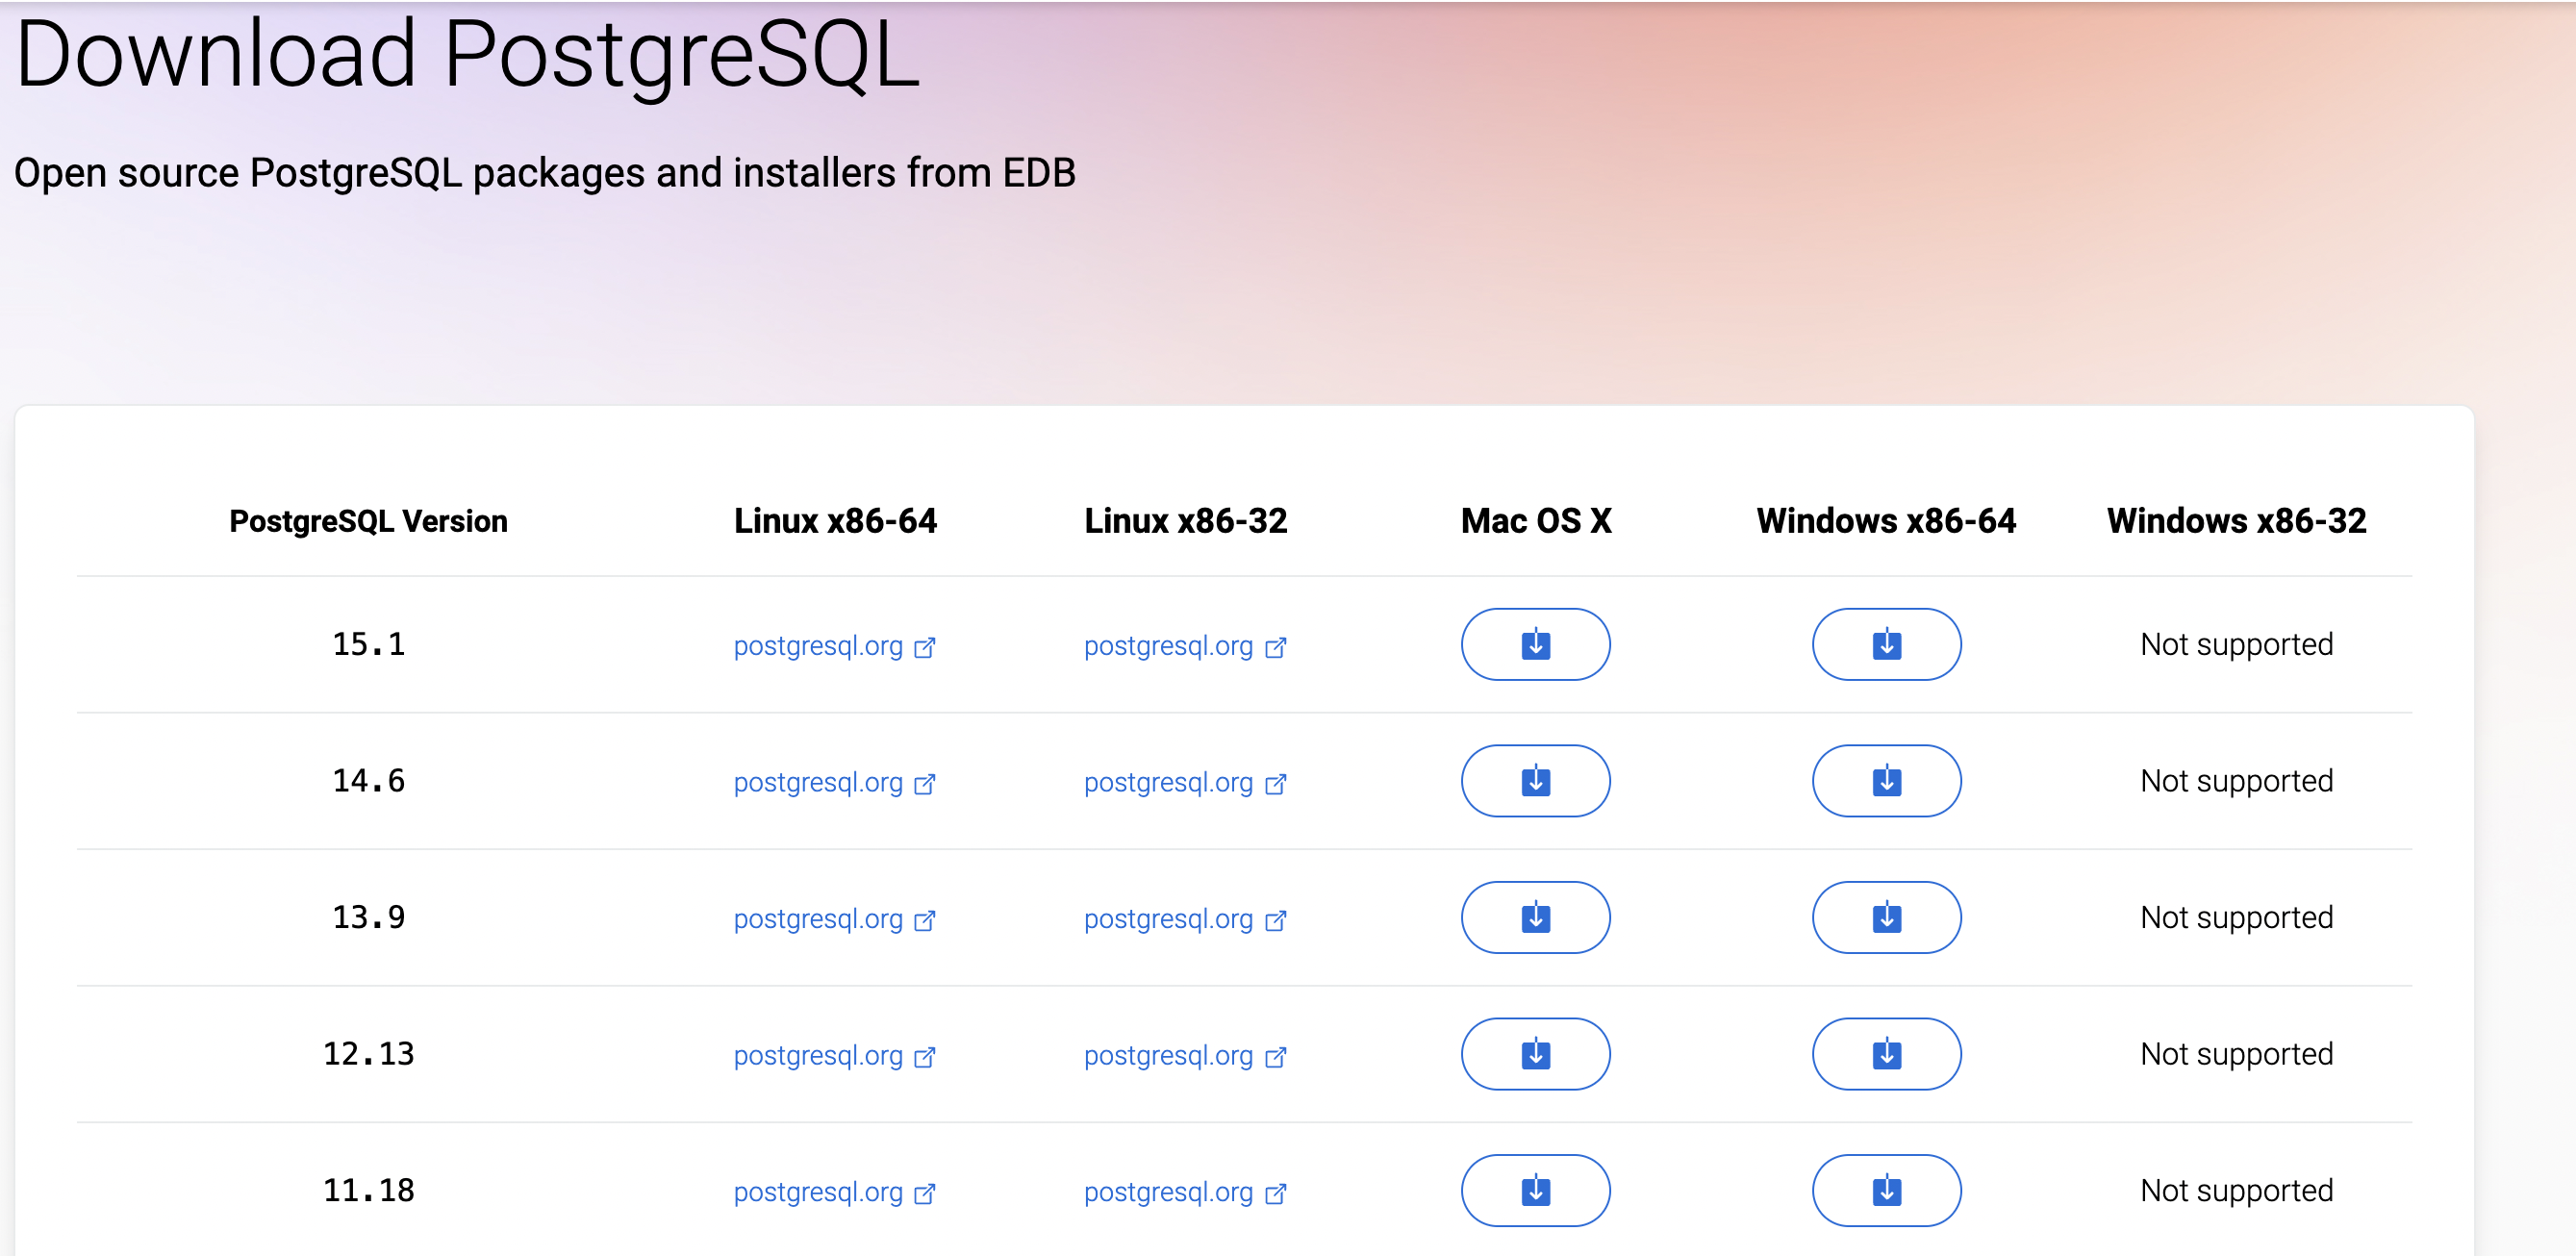 Download PostgreSQL
Open source PostgreSQL packages and installers from EDB
PostgreSQL Version Linux x86-64 Linux x86-32 Mac OS X Windows x86-64 Windows x86-32
15.1 postgresql.org postgresql.org Not supported
14.6 postgresql.org postgresql.org Not supported
13.9 postgresql.org postgresql.org Not supported
12.13 postgresql.org postgresql.org Not supported
11.18 postgresql.org postgresql.org Not supported